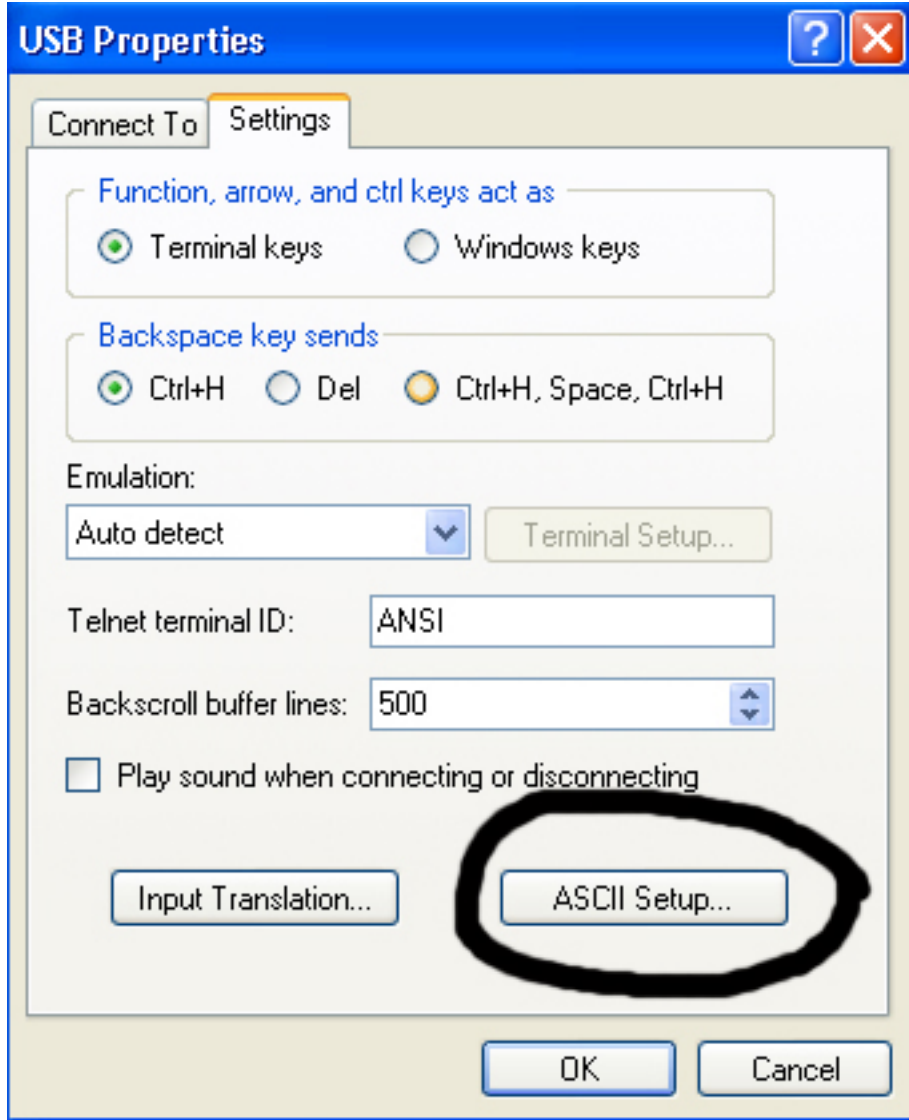 USB Properties
Connect To Settings
Function, arrow, and ctrl keys act as
Terminal keys Windows keys
Backspace key sends
Ctrl+H Del Ctrl+H, Space, Ctrl+H
Emulation:
Auto detect Terminal Setup...
Telnet terminal ID: ANSI
Backscroll buffer lines: 500
Play sound when connecting or disconnecting
Input Translation... ASCII Setup...
OK Cancel